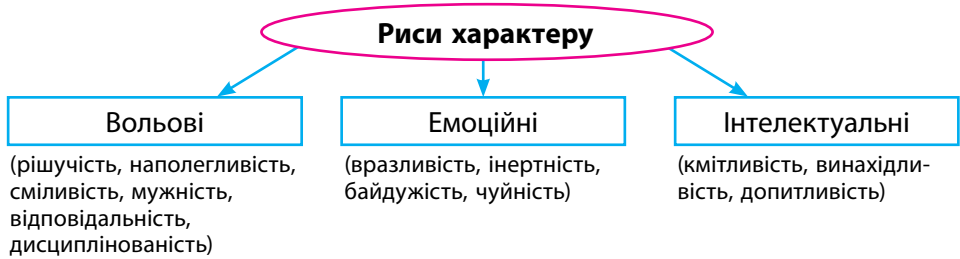 Риси характеру
Вольові
(рішучість, наполегливість,
сміливість, мужність,
відповідальність,
дисциплінованість)
Емоційні
(вразливість, інертність,
байдужість, чуйність)
Інтелектуальні
(кмітливість, винахідли-
вість, допитливість)